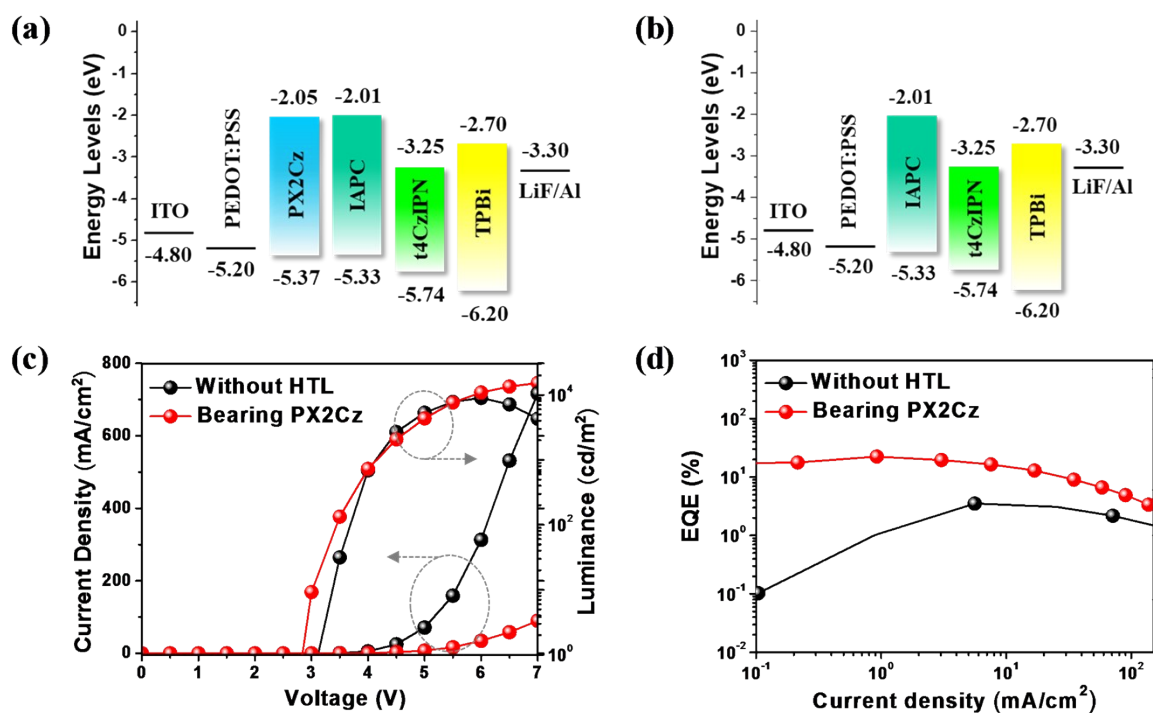 (a)
Energy Levels (eV)
0
-1
-2
-3
-4
-5
-6
ITO
-4.80
PEDOT:PSS
-5.20
-2.05
PX2Cz
-5.37
-2.01
IAPC
-5.33
-3.25
t4CzIPN
-5.74
-2.70
TPBi
-6.20
-3.30
LiF/Al
(b)
Energy Levels (eV)
0
-1
-2
-3
-4
-5
-6
ITO
-4.80
PEDOT:PSS
-5.20
-2.01
IAPC
-5.33
-3.25
t4CzIPN
-5.74
-2.70
TPBi
-6.20
-3.30
LiF/Al
(c)
Current Density (mA/cm²)
800
600
400
200
0
Without HTL
Bearing PX2Cz
10⁴
10³
10²
10¹
10⁰
Luminance (cd/m²)
0 1 2 3 4 5 6 7
Voltage (V)
(d)
EQE (%)
10³
10²
10¹
10⁰
10⁻¹
10⁻²
Without HTL
Bearing PX2Cz
10⁻¹ 10⁰ 10¹ 10²
Current density (mA/cm²)